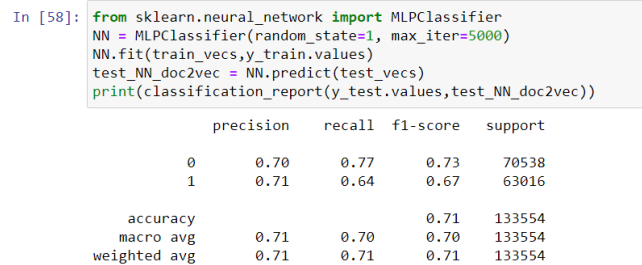 In [58]: from sklearn.neural_network import MLPClassifier
NN = MLPClassifier(random_state=1, max_iter=5000)
NN.fit(train_vecs,y_train.values)
test_NN_doc2vec = NN.predict(test_vecs)
print(classification_report(y_test.values,test_NN_doc2vec))
precision recall f1-score support
0 0.70 0.77 0.73 70538
1 0.71 0.64 0.67 63016
accuracy 0.71 133554
macro avg 0.71 0.70 0.70 133554
weighted avg 0.71 0.71 0.71 133554